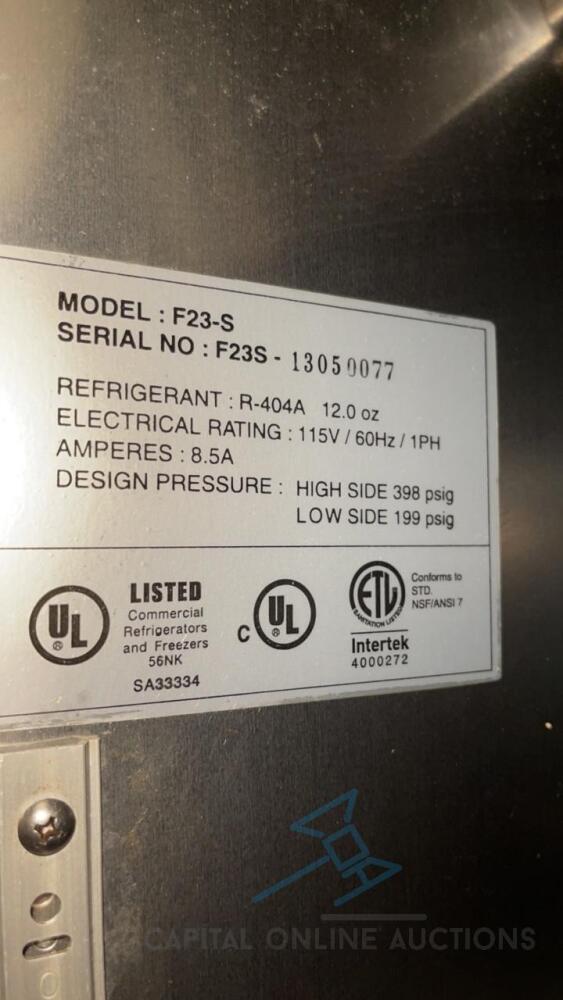 MODEL : F23-S
SERIAL NO : F23S - 13050077
REFRIGERANT : R-404A 12.0 oz
ELECTRICAL RATING : 115V / 60Hz / 1PH
AMPERES : 8.5A
DESIGN PRESSURE : HIGH SIDE 398 psig
LOW SIDE 199 psig
UL
®
LISTED
Commercial
Refrigerators
and Freezers
56NK
SA33334
C
UL
®
ETL
SANITATION LISTED
Intertek
4000272
Conforms to
STD.
NSF/ANSI 7
CAPITAL ONLINE AUCTIONS